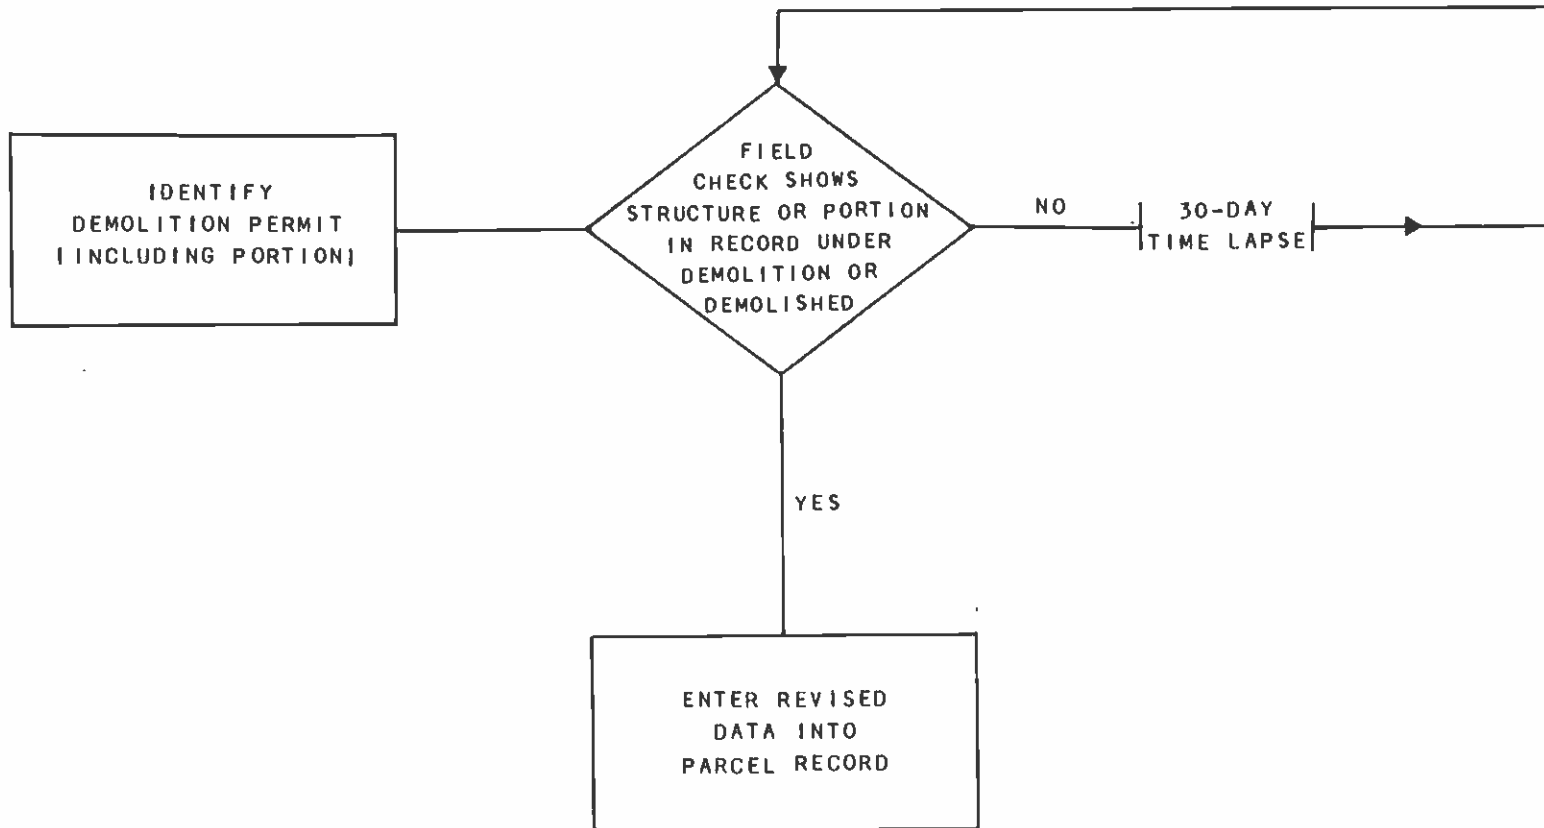 IDENTIFY
DEMOLITION PERMIT
(INCLUDING PORTION)
FIELD
CHECK SHOWS
STRUCTURE OR PORTION
IN RECORD UNDER
DEMOLITION OR
DEMOLISHED
NO
30-DAY
TIME LAPSE
YES
ENTER REVISED
DATA INTO
PARCEL RECORD